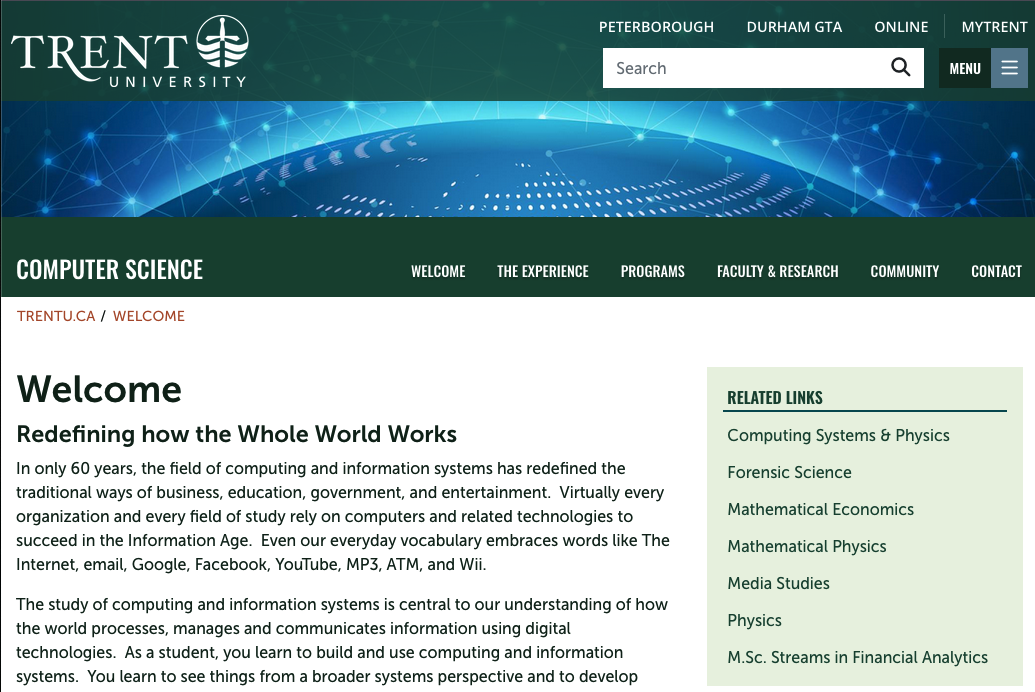 TRENT
UNIVERSITY
PETERBOROUGH
DURHAM GTA
ONLINE
MYTRENT
Search
MENU
COMPUTER SCIENCE
WELCOME
THE EXPERIENCE
PROGRAMS
FACULTY & RESEARCH
COMMUNITY
CONTACT
TRENTU.CA / WELCOME
Welcome
Redefining how the Whole World Works
In only 60 years, the field of computing and information systems has redefined the
traditional ways of business, education, government, and entertainment.  Virtually every
organization and every field of study rely on computers and related technologies to
succeed in the Information Age.  Even our everyday vocabulary embraces words like The
Internet, email, Google, Facebook, YouTube, MP3, ATM, and Wii.
The study of computing and information systems is central to our understanding of how
the world processes, manages and communicates information using digital
technologies.  As a student, you learn to build and use computing and information
systems.  You learn to see things from a broader systems perspective and to develop
RELATED LINKS
Computing Systems & Physics
Forensic Science
Mathematical Economics
Mathematical Physics
Media Studies
Physics
M.Sc. Streams in Financial Analytics